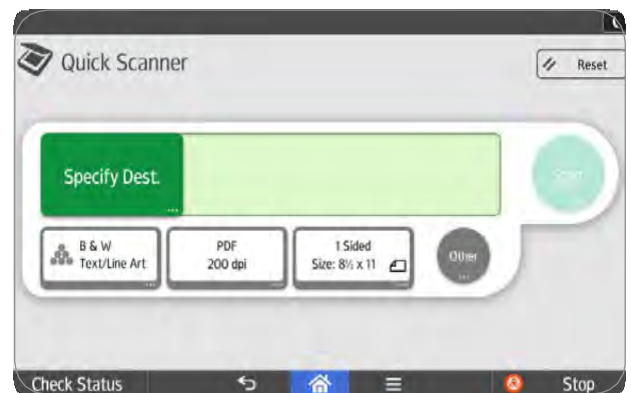 Quick Scanner
Reset
Specify Dest.
...
Start
B & W
Text/Line Art
...
PDF
200 dpi
...
1 Sided
Size: 8½ x 11
...
Other
...
Check Status
Stop